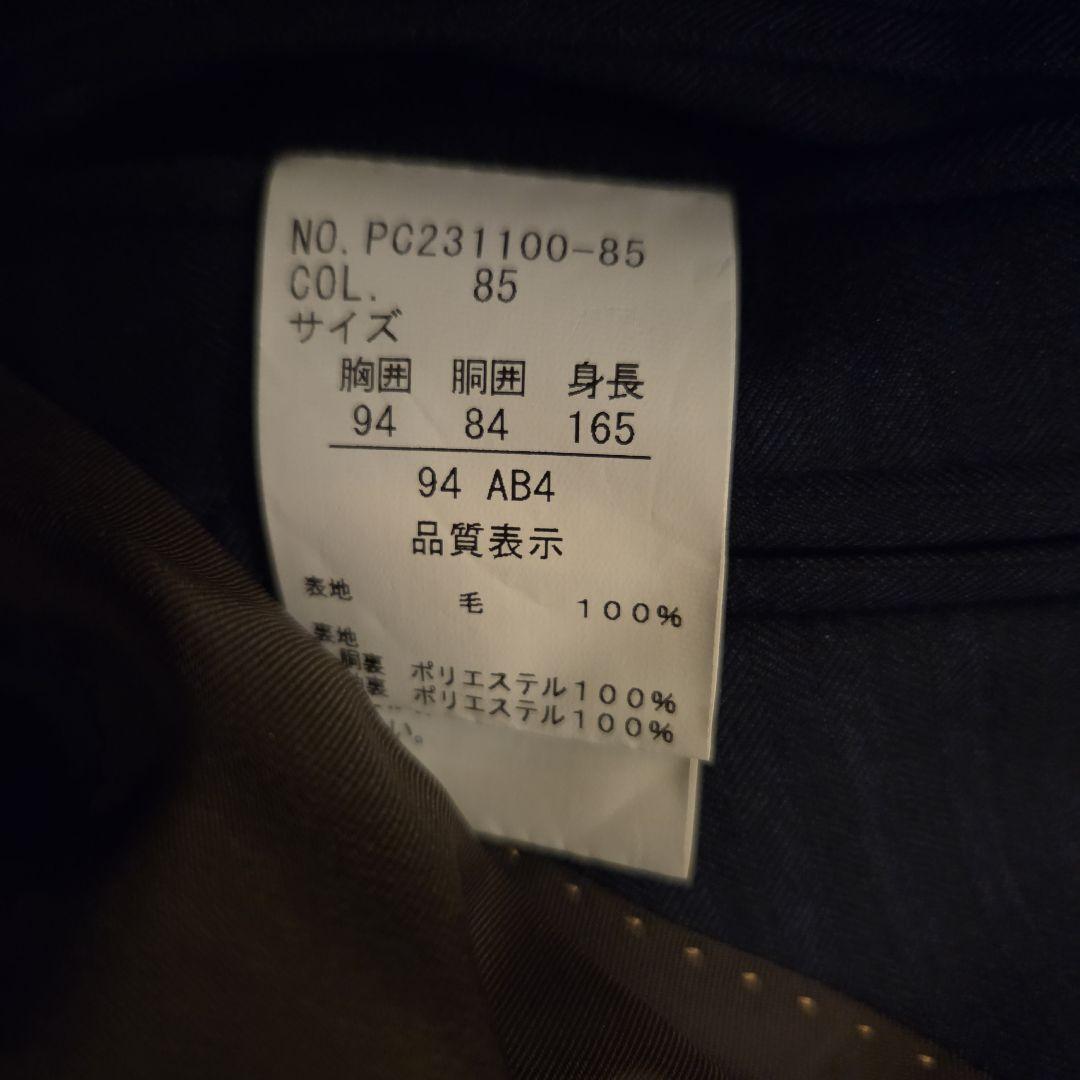 NO. PC231100-85
COL. 85
サイズ
胸囲 胴囲 身長
94 84 165
94 AB4
品質表示
表地 毛 100%
裏地
胴裏 ポリエステル100%
裏 ポリエステル100%
い。